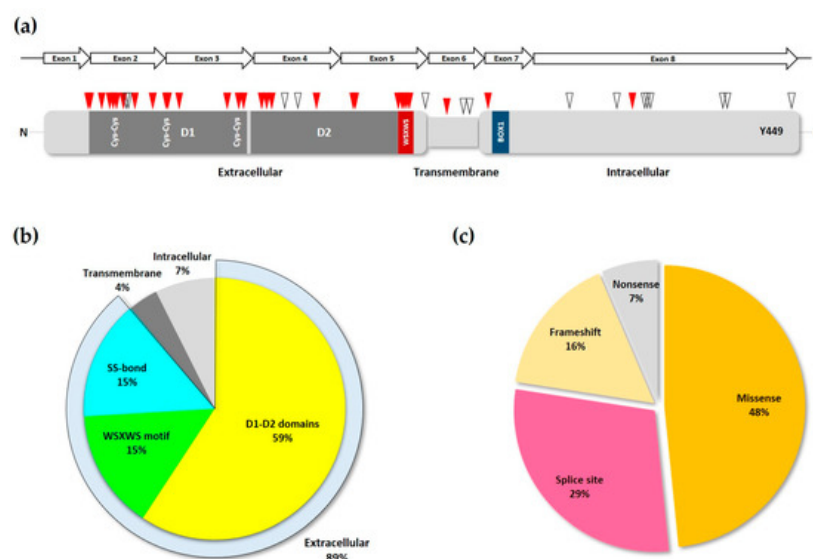 (a)
Exon 1 Exon 2 Exon 3 Exon 4 Exon 5 Exon 6 Exon 7 Exon 8
N Cys-Cys Cys-Cys D1 Cys-Cys D2 WSXWS BOX1 Y449
Extracellular Transmembrane Intracellular
(b)
Intracellular
7%
Transmembrane
4%
SS-bond
15%
WSXWS motif
15%
D1-D2 domains
59%
Extracellular
89%
(c)
Nonsense
7%
Frameshift
16%
Missense
48%
Splice site
29%